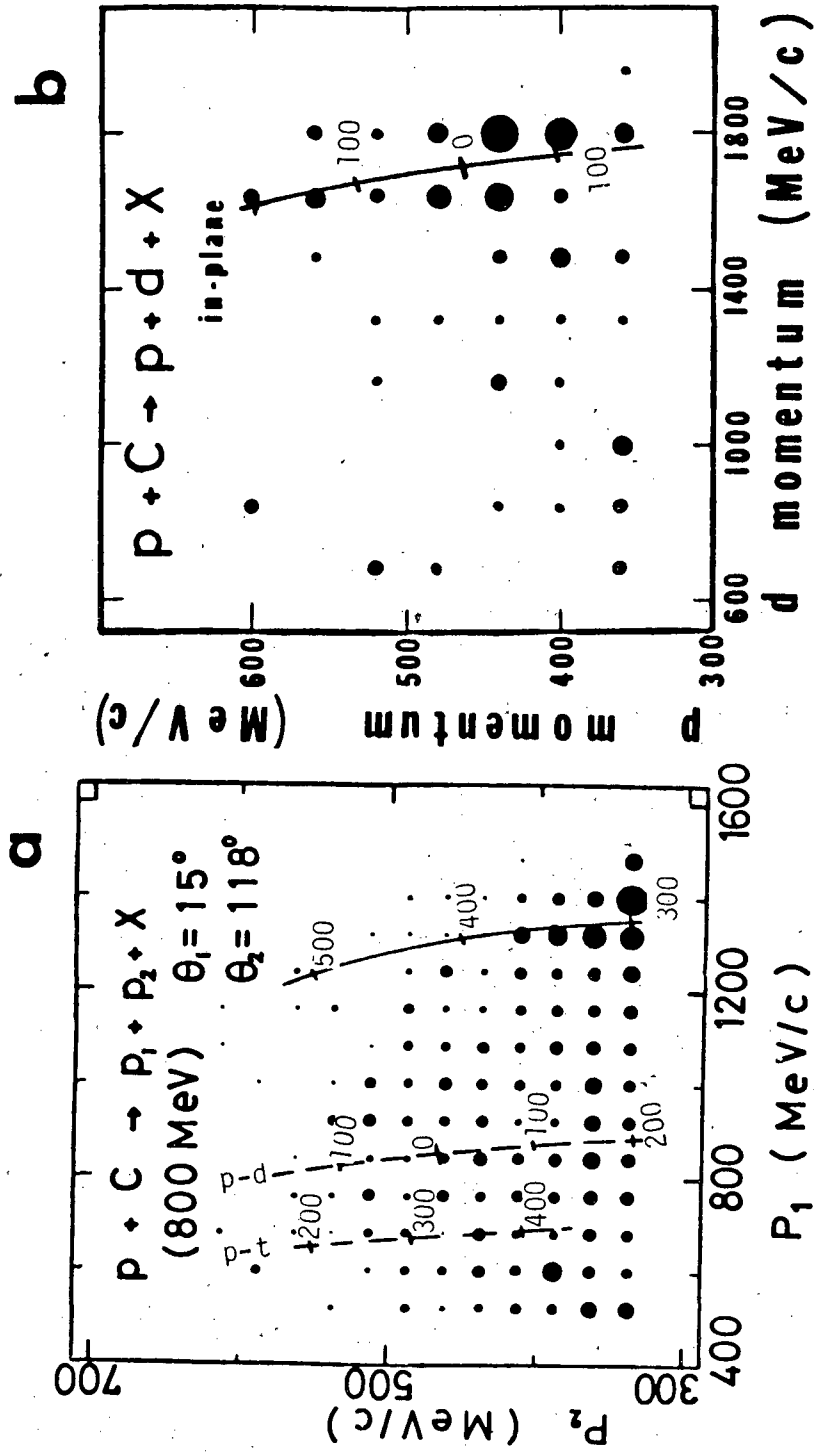 a
p + C → p₁ + p₂ + X
(800 MeV)
θ₁ = 15°
θ₂ = 118°
p-d
p-t
500
400
300
100
0
100
200
200
300
400
700
500
300
P₂ (MeV/c)
400
800
1200
1600
P₁ (MeV/c)
b
p + C → p + d + X
in-plane
100
0
100
600
500
400
300
p momentum (MeV/c)
600
1000
1400
1800
d momentum (MeV/c)